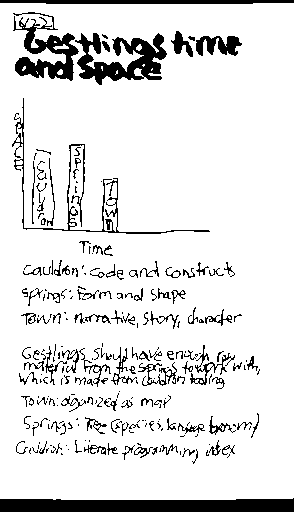 6/22
Gestlings time
and Space
SPACE
Cauldron
Springs
Town
Time
Cauldron: code and constructs
Springs: Form and shape
Town: narrative, story, character
Gestlings should have enough raw
material from the springs to work with,
which is made from cauldron tooling
Town: organized as map
Springs: Tree (species, language taxonomy)
Cauldron: Literate programming index